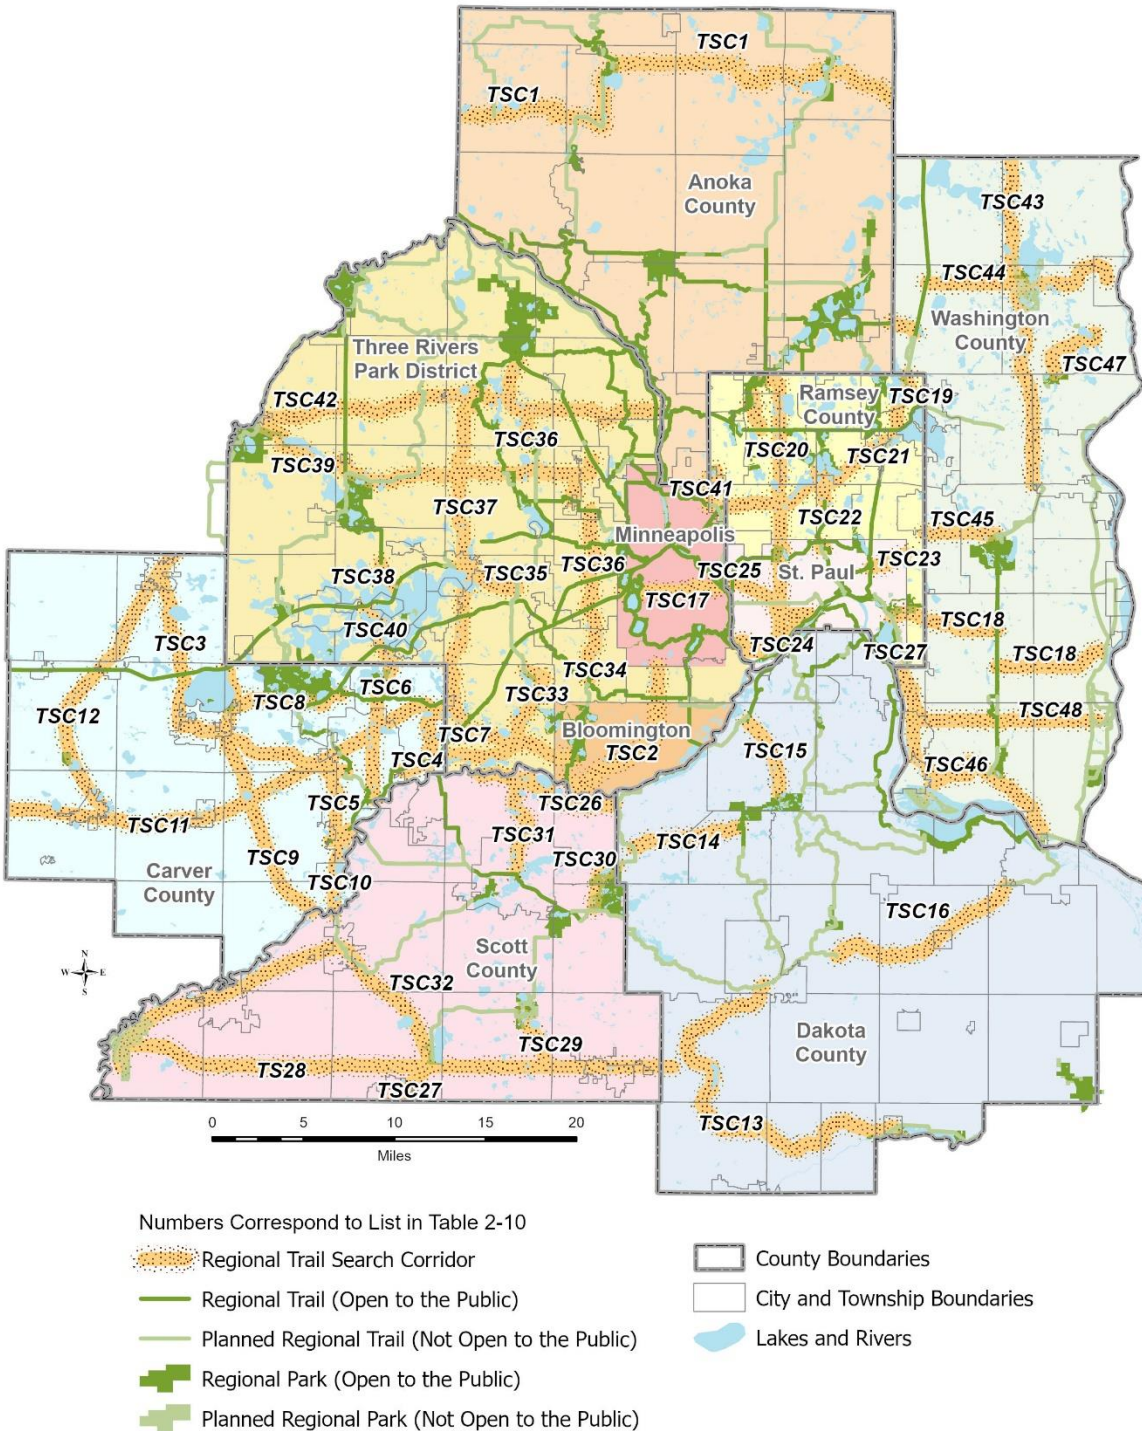 TSC1
TSC1
Anoka
County
TSC43
TSC44
Washington
County
TSC47
Three Rivers
Park District
TSC42
Ramsey
County
TSC19
TSC36
TSC39
TSC20
TSC21
TSC41
TSC37
Minneapolis
TSC22
TSC45
TSC38
TSC35
TSC36
TSC25
St. Paul
TSC23
TSC17
TSC3
TSC40
TSC24
TSC27
TSC18
TSC18
TSC12
TSC8
TSC6
TSC34
TSC33
TSC48
TSC7
Bloomington
TSC2
TSC4
TSC15
TSC46
TSC5
TSC26
TSC11
TSC31
TSC14
TSC9
TSC30
Carver
County
TSC10
TSC16
N
W E
S
Scott
County
TSC32
TSC29
Dakota
County
TS28
TSC27
TSC13
0 5 10 15 20
Miles
Numbers Correspond to List in Table 2-10
Regional Trail Search Corridor
Regional Trail (Open to the Public)
Planned Regional Trail (Not Open to the Public)
Regional Park (Open to the Public)
Planned Regional Park (Not Open to the Public)
County Boundaries
City and Township Boundaries
Lakes and Rivers